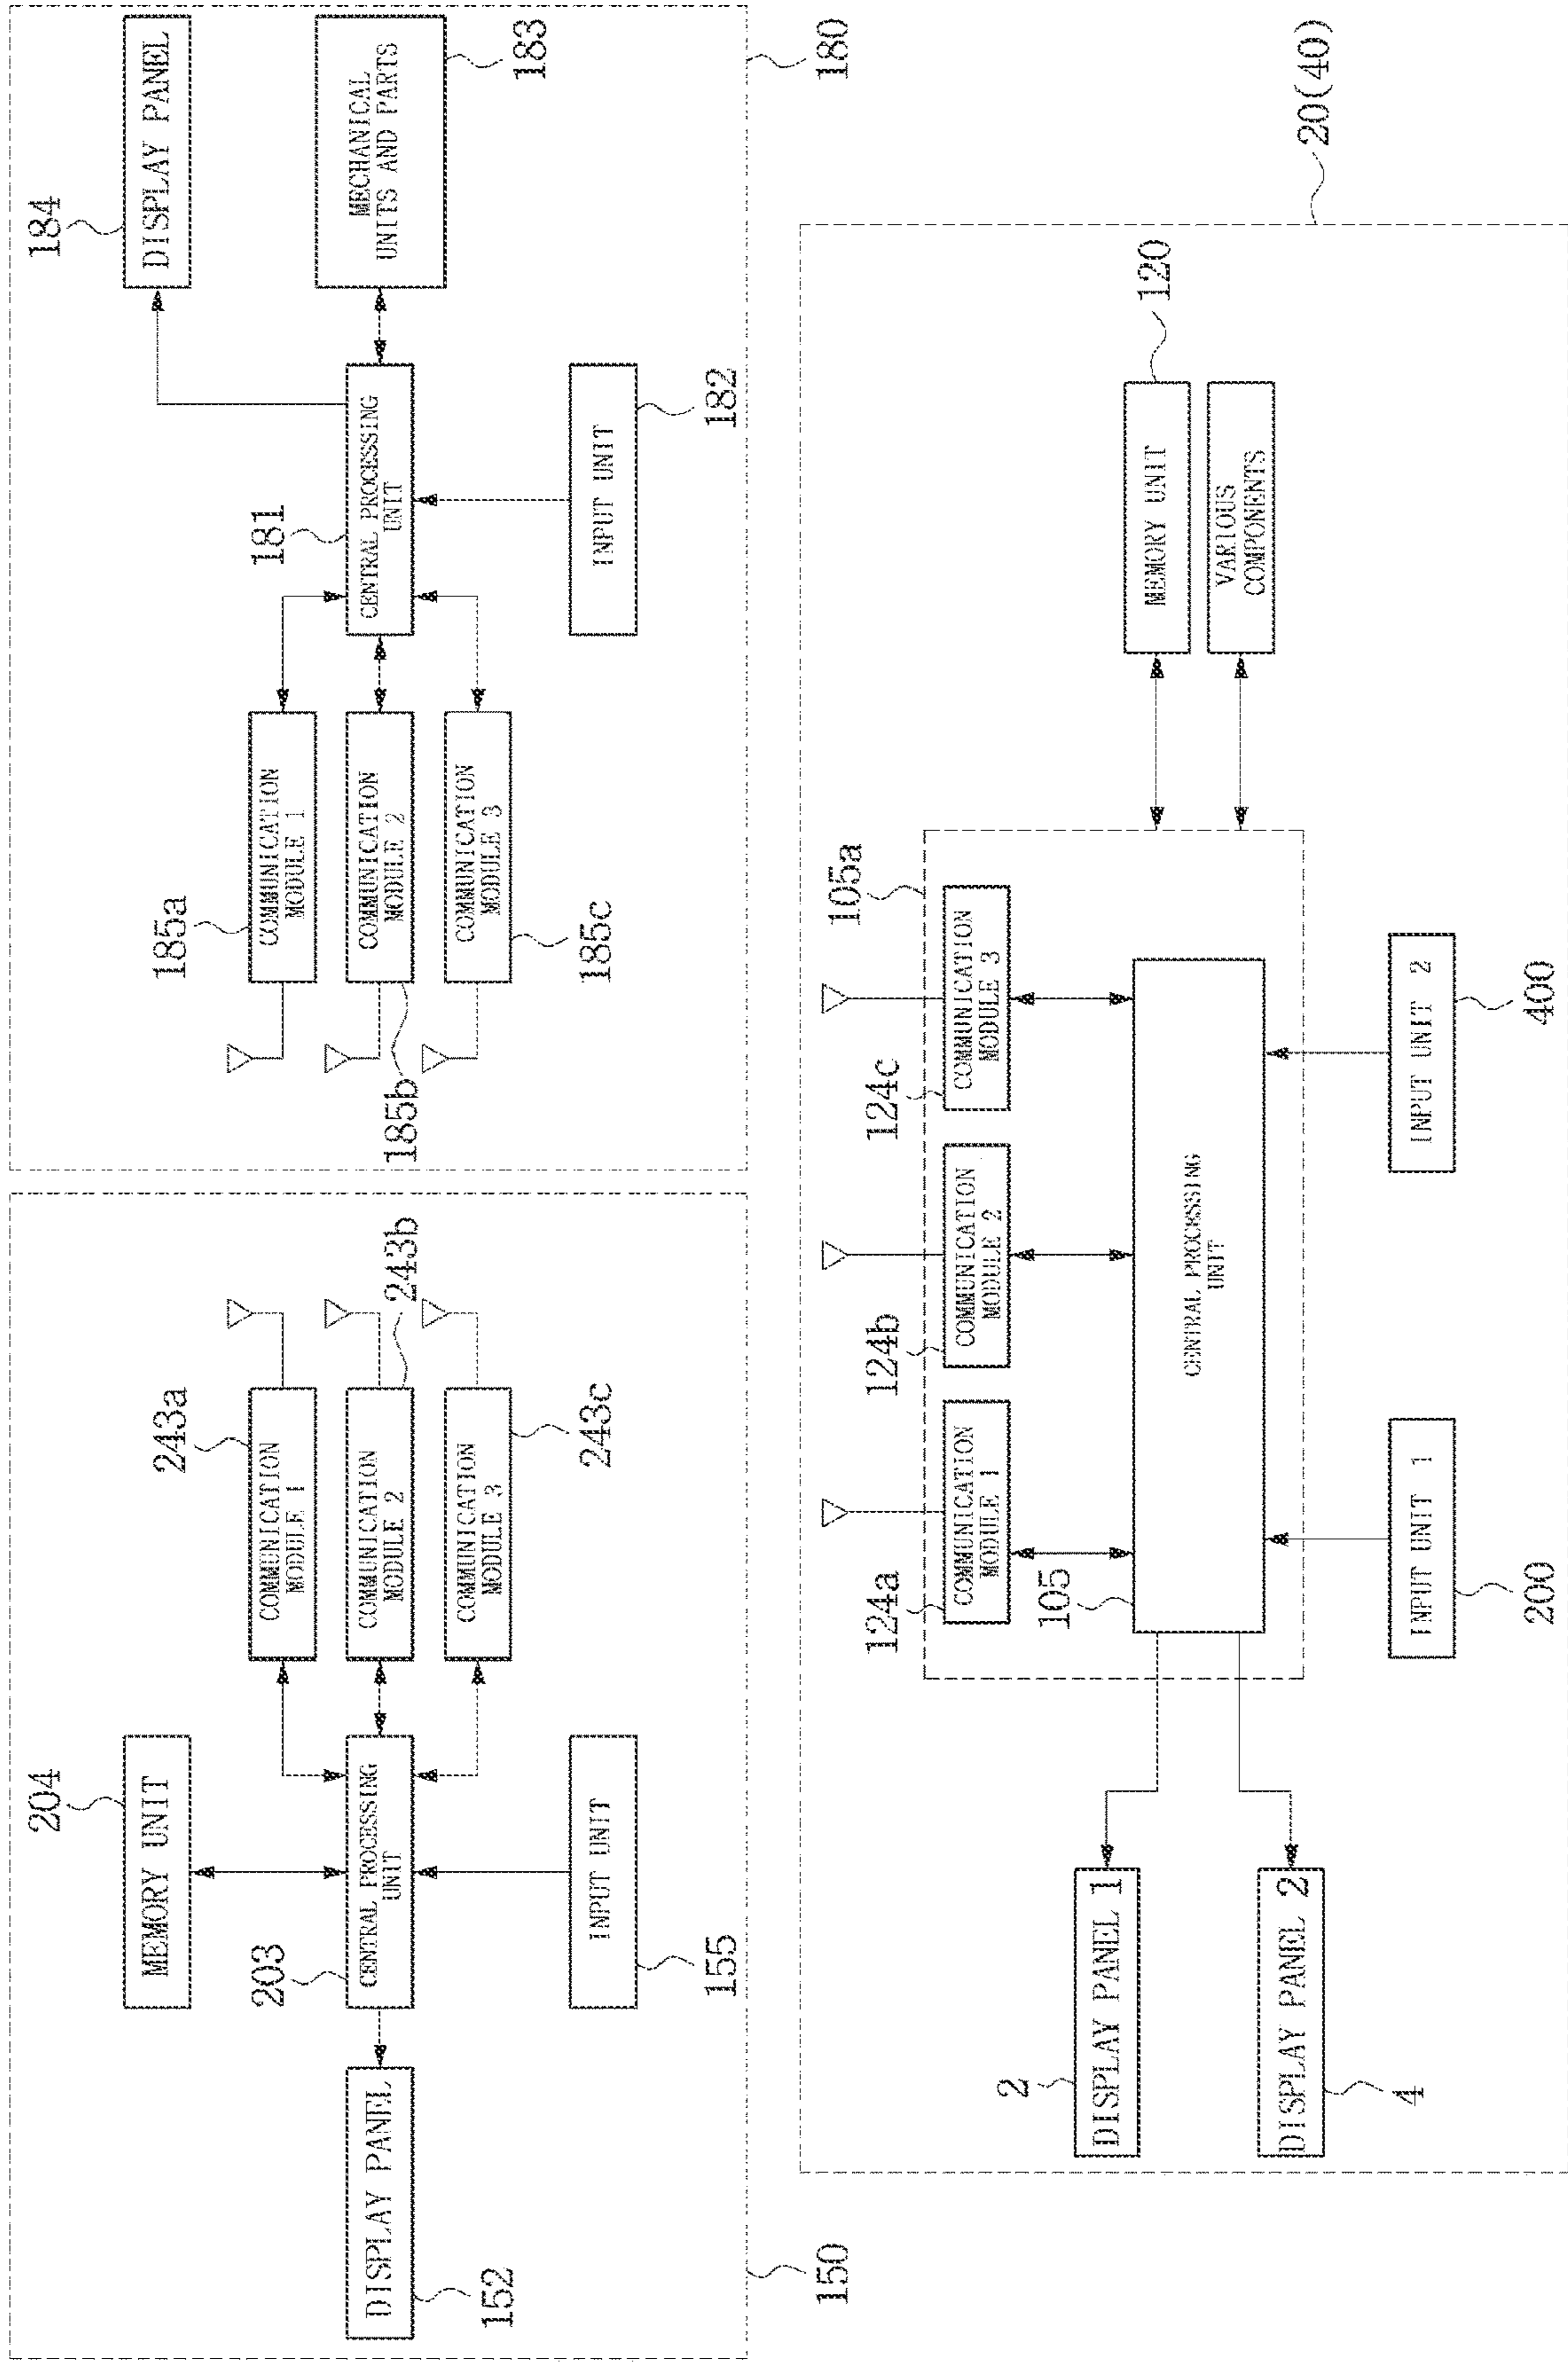 204
MEMORY UNIT
203
CENTRAL PROCESSING
UNIT
DISPLAY PANEL
152
INPUT UNIT
155
243a
COMMUNICATION
MODULE 1
COMMUNICATION
MODULE 2
243b
COMMUNICATION
MODULE 3
243c
150
184
DISPLAY PANEL
MECHANICAL
UNITS AND PARTS
183
181
CENTRAL PROCESSING
UNIT
INPUT UNIT
182
185a
COMMUNICATION
MODULE 1
COMMUNICATION
MODULE 2
185b
COMMUNICATION
MODULE 3
185c
180
2
DISPLAY PANEL 1
DISPLAY PANEL 2
4
124a
COMMUNICATION
MODULE 1
124b
COMMUNICATION
MODULE 2
124c
COMMUNICATION
MODULE 3
105a
105
CENTRAL PROCESSING
UNIT
INPUT UNIT 1
200
INPUT UNIT 2
400
120
MEMORY UNIT
VARIOUS
COMPONENTS
20(40)